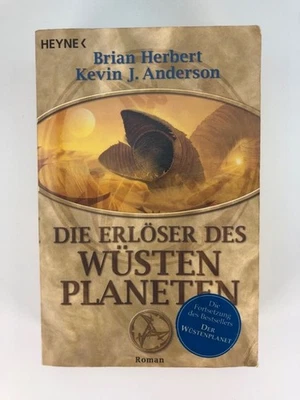 HEYNE
Brian Herbert
Kevin J. Anderson
DIE ERLÖSER DES
WÜSTEN
PLANETEN
Die
Fortsetzung
des Bestsellers
DER
WÜSTENPLANET
Roman